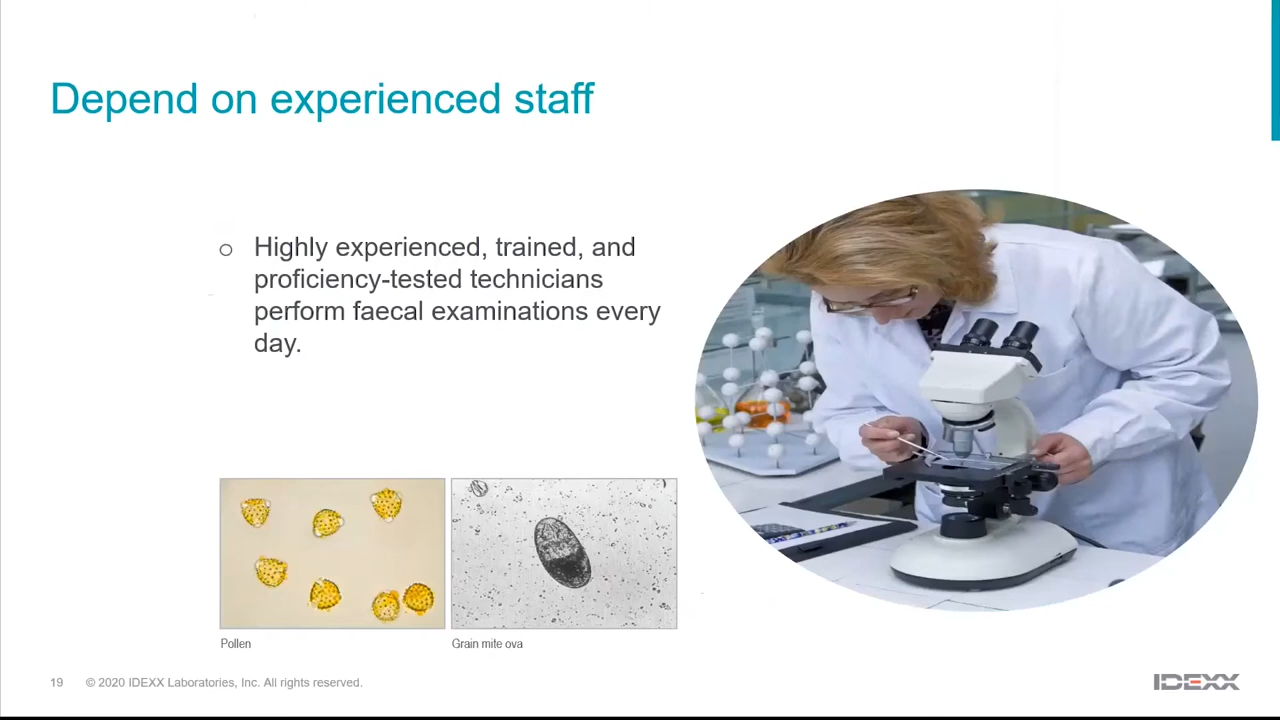 Depend on experienced staff
o Highly experienced, trained, and
proficiency-tested technicians
perform faecal examinations every
day.
Pollen
Grain mite ova
19 © 2020 IDEXX Laboratories, Inc. All rights reserved.
IDEXX